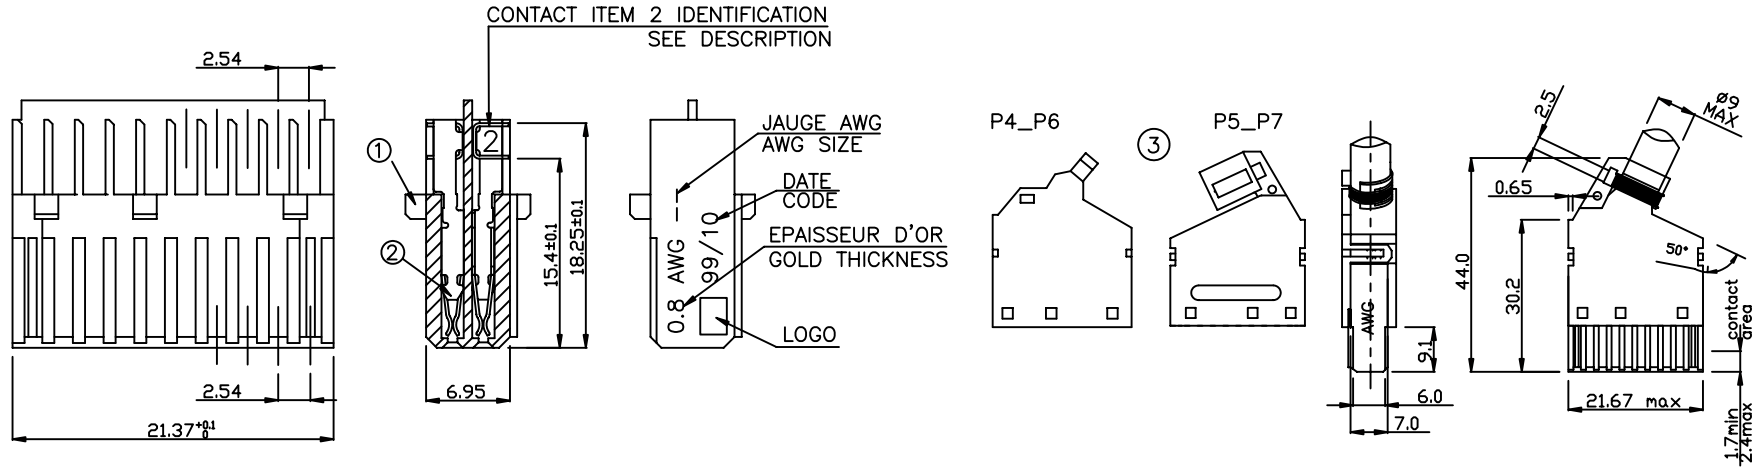 CONTACT ITEM 2 IDENTIFICATION
SEE DESCRIPTION
2.54
1
2
2
18.25±0.1
15.4±0.1
6.95
2.54
21.37 +0.1 0
JAUGE AWG
AWG SIZE
DATE
CODE
EPAISSEUR D'OR
GOLD THICKNESS
LOGO
0.8 AWG
99/10
P4_P6
3
P5_P7
AWG
9.1
6.0
7.0
2.5
ø9
MAX
0.65
44.0
30.2
50°
contact
area
21.67 max
1.7min
2.4max